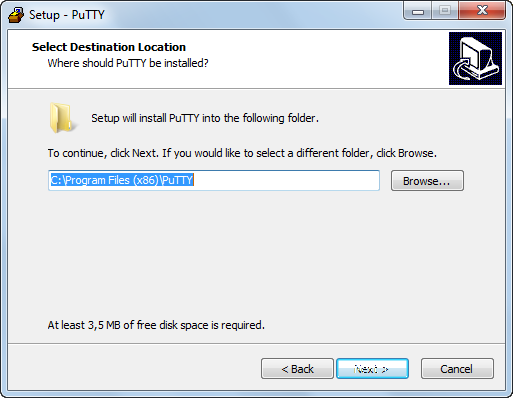 Setup - PuTTY
Select Destination Location
Where should PuTTY be installed?
Setup will install PuTTY into the following folder.
To continue, click Next. If you would like to select a different folder, click Browse.
C:\Program Files (x86)\PuTTY
Browse...
At least 3,5 MB of free disk space is required.
< Back
Next >
Cancel